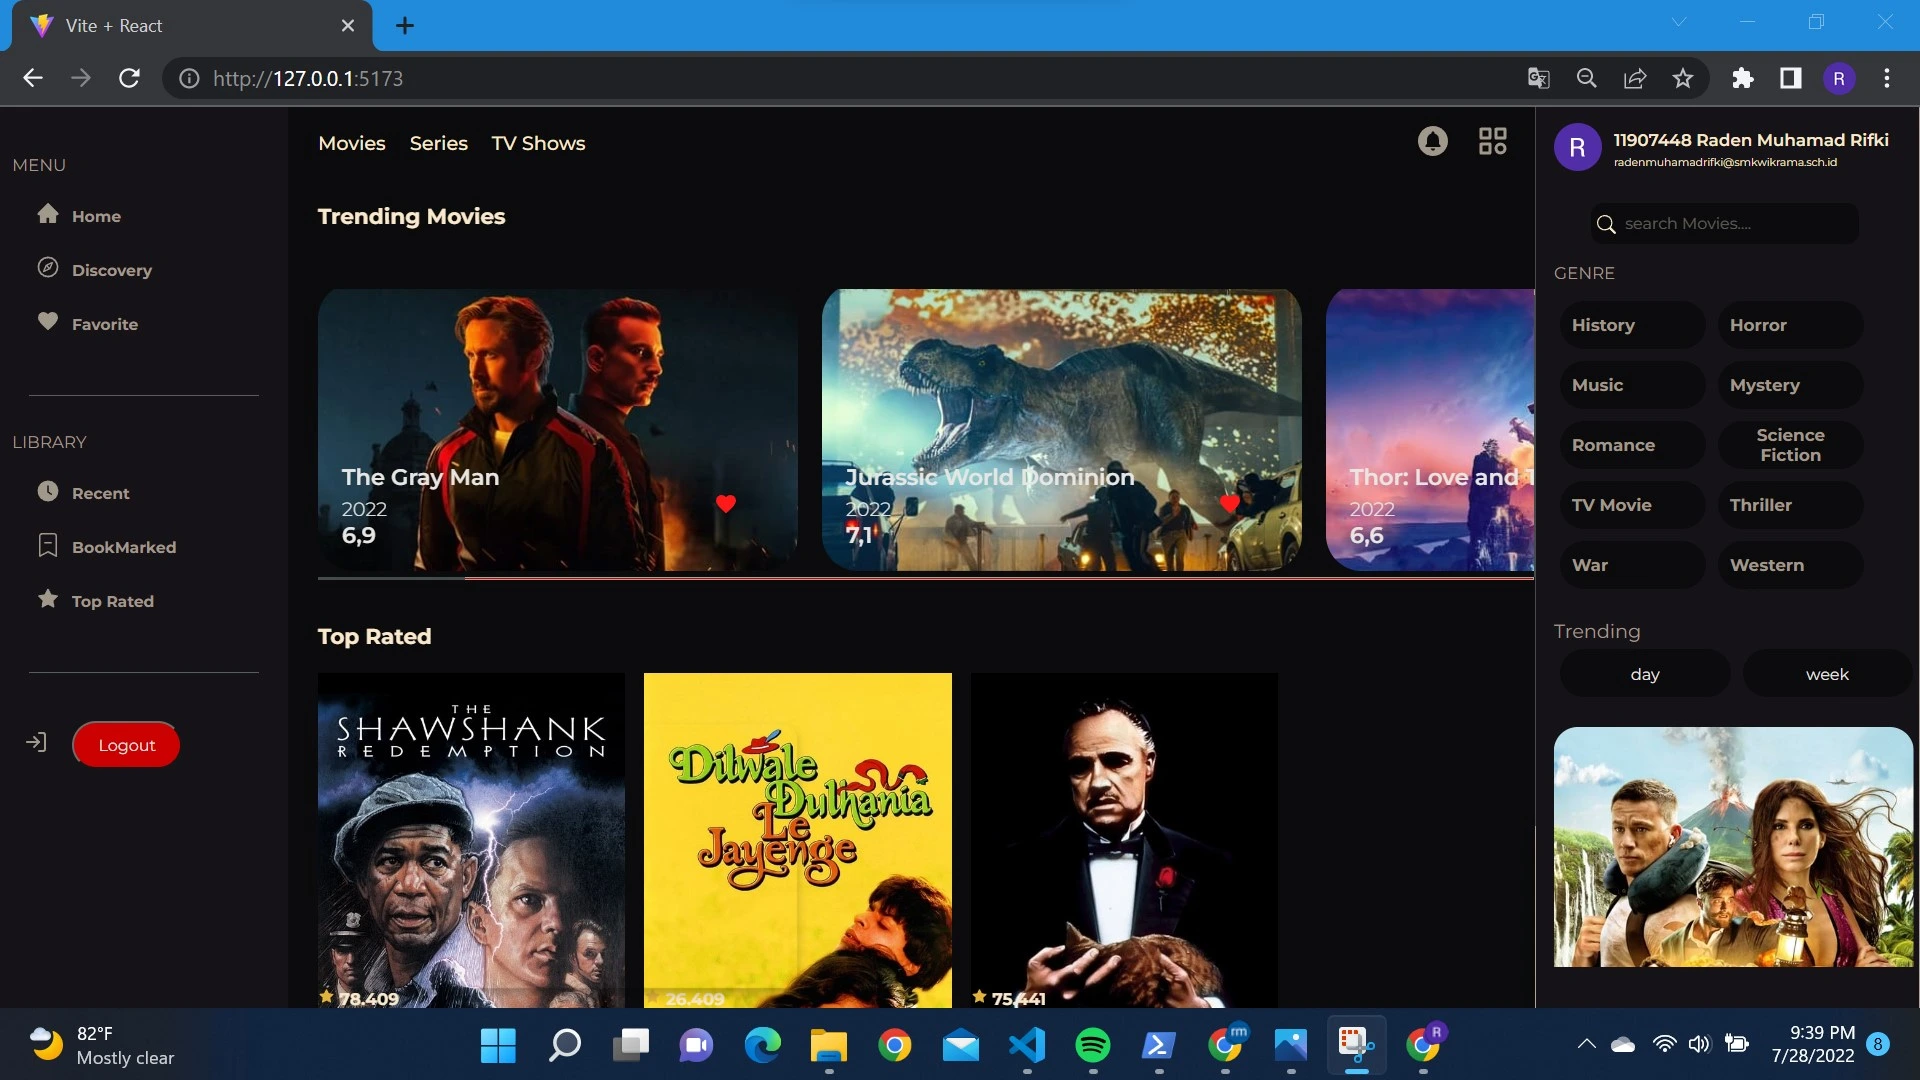 Vite + React
http://127.0.0.1:5173
R
MENU
Home
Discovery
Favorite
LIBRARY
Recent
BookMarked
Top Rated
Logout
Movies Series TV Shows
Trending Movies
The Gray Man
2022
6,9
Jurassic World Dominion
2022
7,1
Thor: Love and T
2022
6,6
Top Rated
THE
SHAWSHANK
REDEMPTION
78.409
Dilwale
Dulhania
Le
Jayenge
26.409
75.441
R
11907448 Raden Muhamad Rifki
radenmuhamadrifki@smkwikrama.sch.id
search Movies....
GENRE
History Horror
Music Mystery
Romance Science
Fiction
TV Movie Thriller
War Western
Trending
day week
82°F
Mostly clear
rm
R
9:39 PM
7/28/2022
8